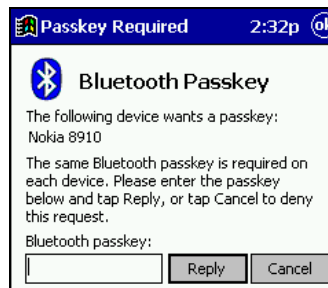 Passkey Required 2:32p ok
Bluetooth Passkey
The following device wants a passkey:
Nokia 8910
The same Bluetooth passkey is required on
each device. Please enter the passkey
below and tap Reply, or tap Cancel to deny
this request.
Bluetooth passkey:
Reply Cancel